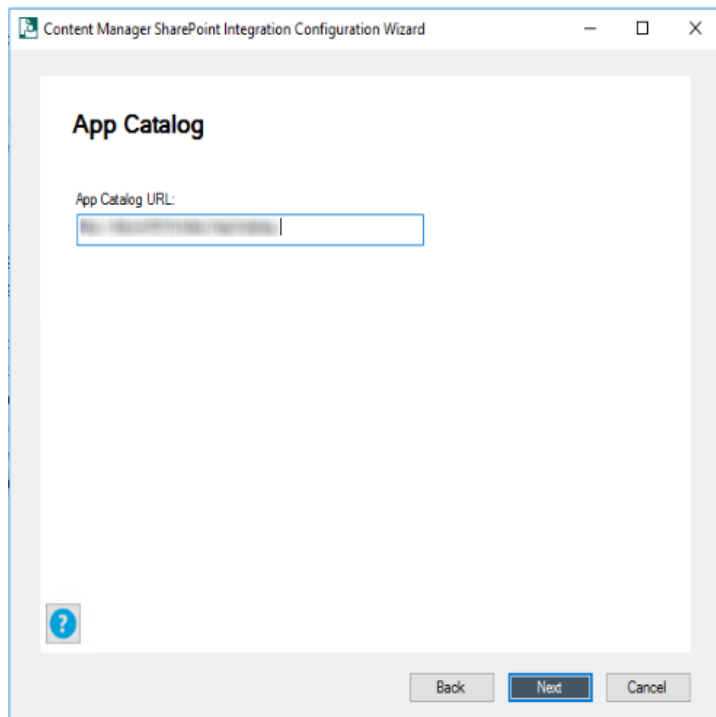 Content Manager SharePoint Integration Configuration Wizard
App Catalog
App Catalog URL:
?
Back Next Cancel